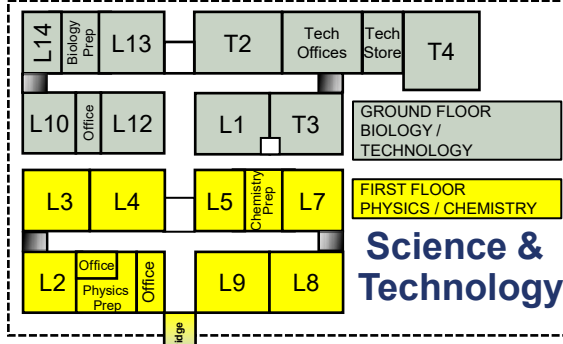 L14
Biology
Prep
L13
T2
Tech
Offices
Tech
Store
T4
L10
Office
L12
L1
T3
GROUND FLOOR
BIOLOGY /
TECHNOLOGY
L3
L4
L5
Chemistry
Prep
L7
FIRST FLOOR
PHYSICS / CHEMISTRY
L2
Office
Physics
Prep
Office
L9
L8
Science &
Technology
idge